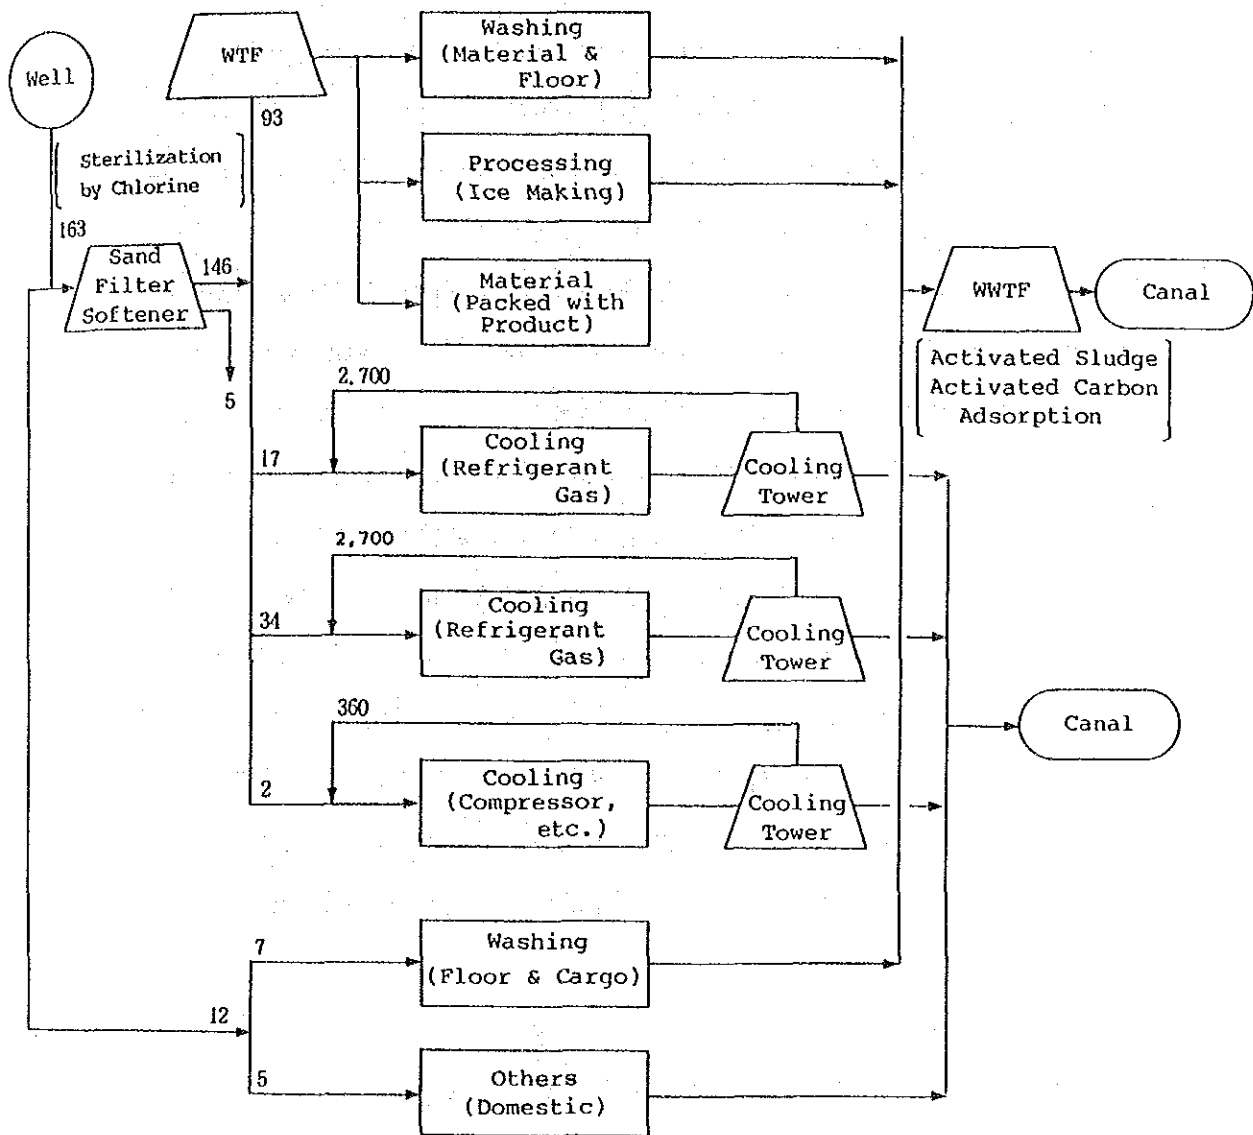 Well
WTF
Washing
(Material &
Floor)
93
Sterilization
by Chlorine
Processing
(Ice Making)
163
Sand
Filter
Softener
146
5
Material
(Packed with
Product)
WWTF
Canal
Activated Sludge
Activated Carbon
Adsorption
2,700
17
Cooling
(Refrigerant
Gas)
Cooling
Tower
2,700
34
Cooling
(Refrigerant
Gas)
Cooling
Tower
360
2
Cooling
(Compressor,
etc.)
Cooling
Tower
Canal
7
Washing
(Floor & Cargo)
12
5
Others
(Domestic)